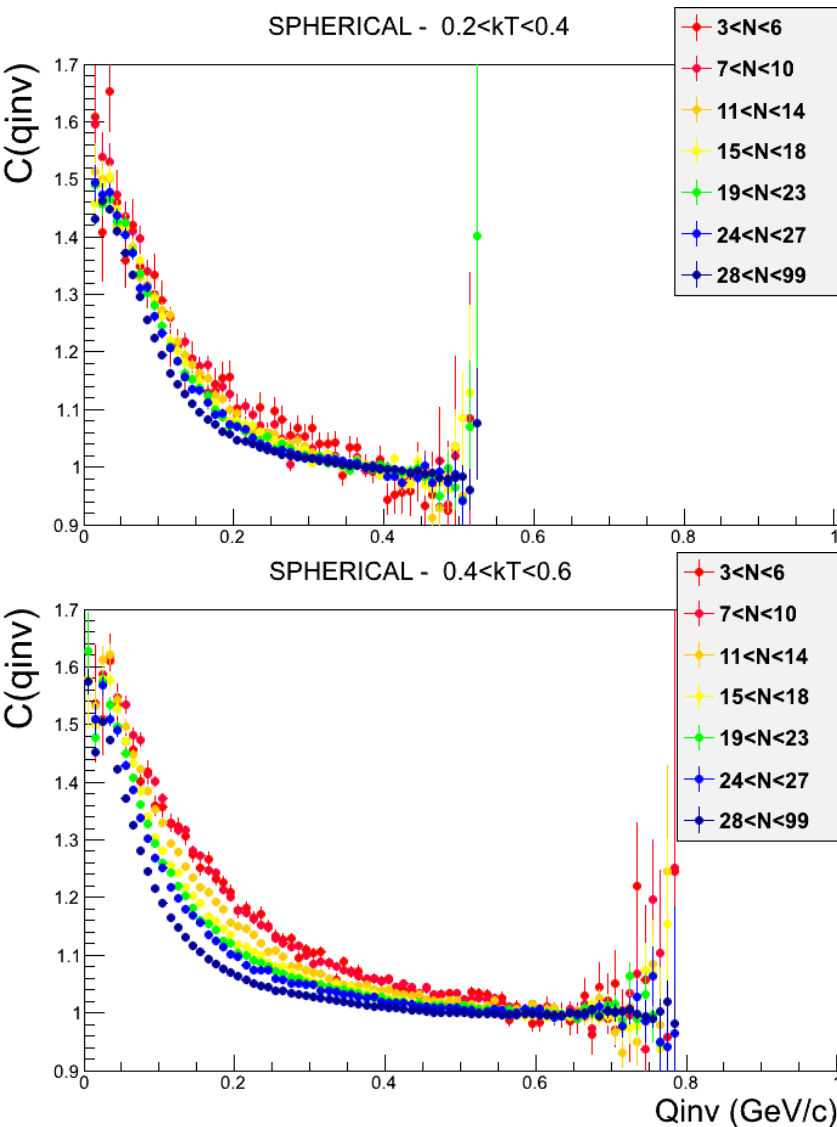 SPHERICAL - 0.2<kT<0.4
3<N<6
7<N<10
11<N<14
15<N<18
19<N<23
24<N<27
28<N<99
C(qinv)
1.7
1.6
1.5
1.4
1.3
1.2
1.1
1
0.9
0
0.2
0.4
0.6
0.8
1
SPHERICAL - 0.4<kT<0.6
3<N<6
7<N<10
11<N<14
15<N<18
19<N<23
24<N<27
28<N<99
C(qinv)
1.7
1.6
1.5
1.4
1.3
1.2
1.1
1
0.9
0
0.2
0.4
0.6
0.8
1
Qinv (GeV/c)